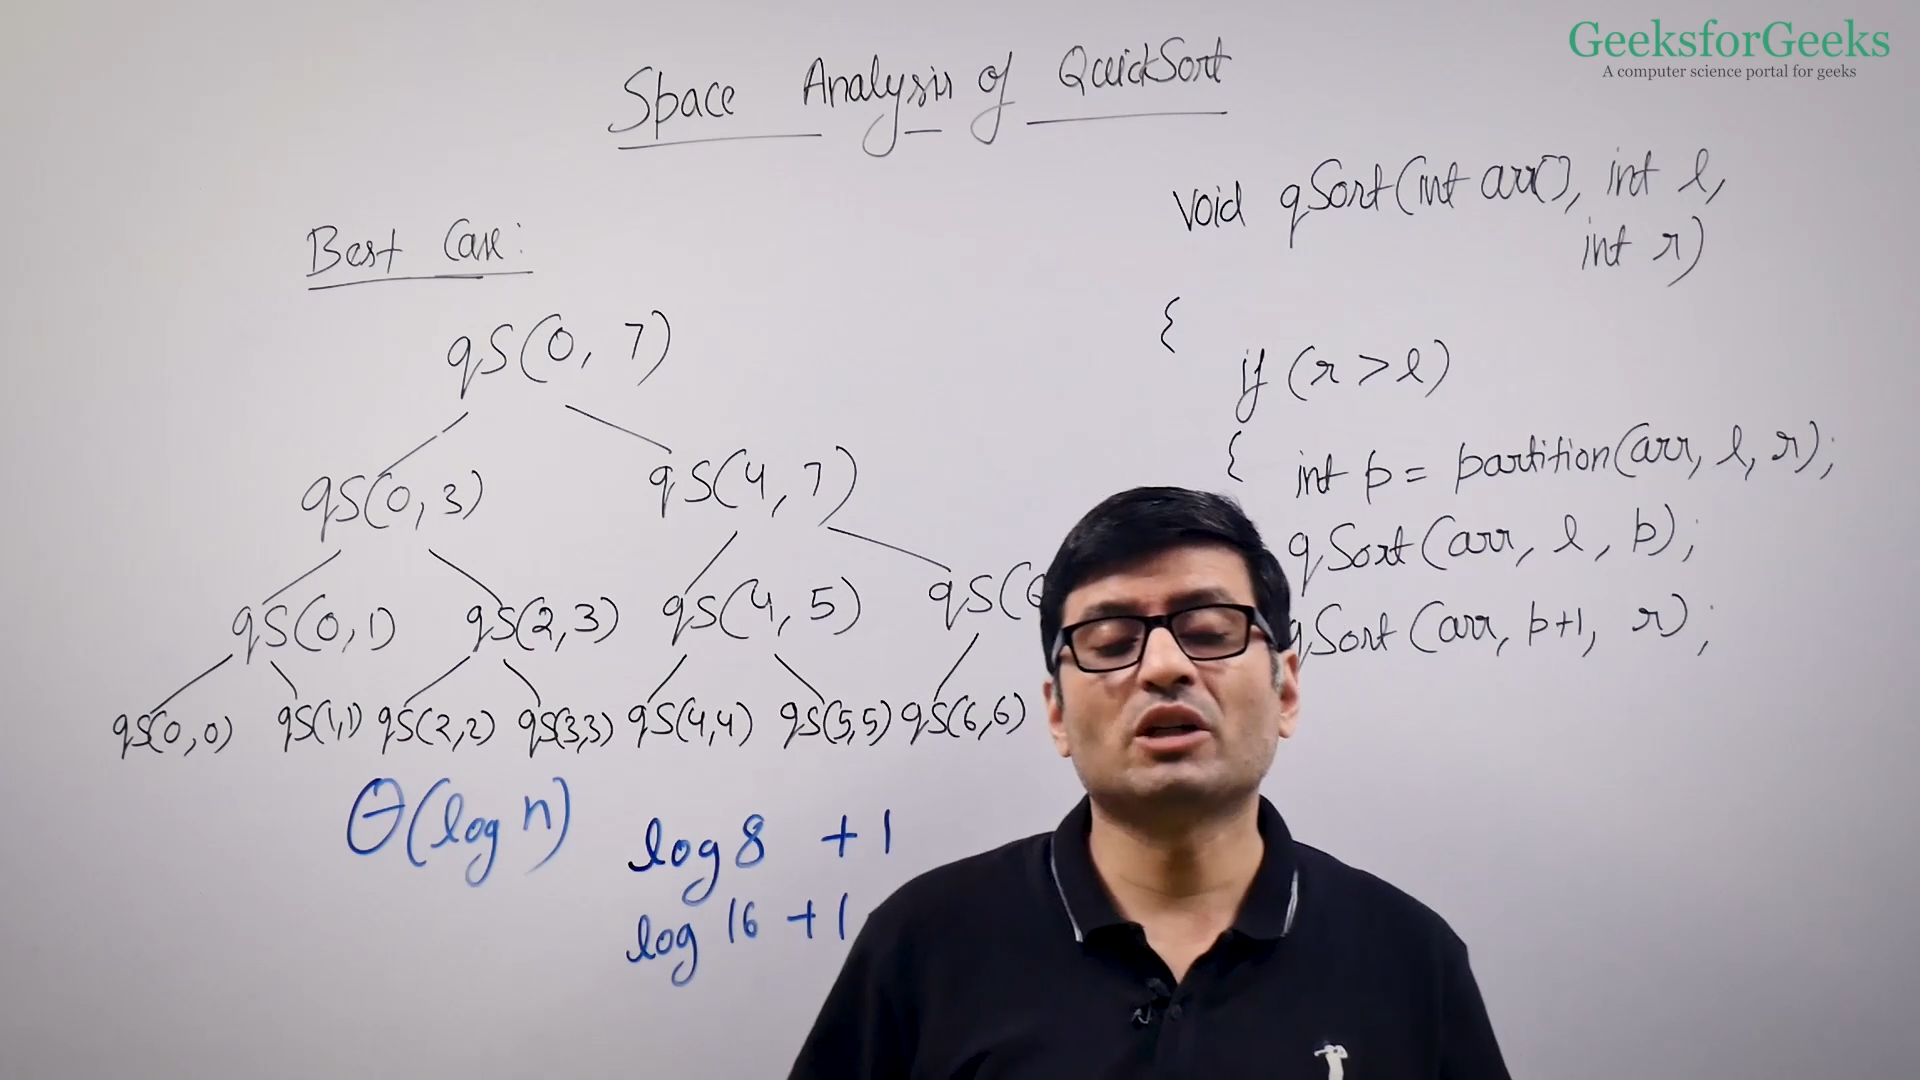 GeeksforGeeks
A computer science portal for geeks
Space Analysis of QuickSort
Best Case:
qS(0, 7)
qS(0, 3) qS(4, 7)
qS(0, 1) qS(2, 3) qS(4, 5) qS(
qS(0, 0) qS(1, 1) qS(2, 2) qS(3,3) qS(4,4) qS(5,5) qS(6,6)
Θ(log n)
log 8 + 1
log 16 + 1
void qSort(int arr[], int l,
int r)
{
if (r > l)
{ int p = partition(arr, l, r);
qSort(arr, l, p);
qSort(arr, p+1, r);